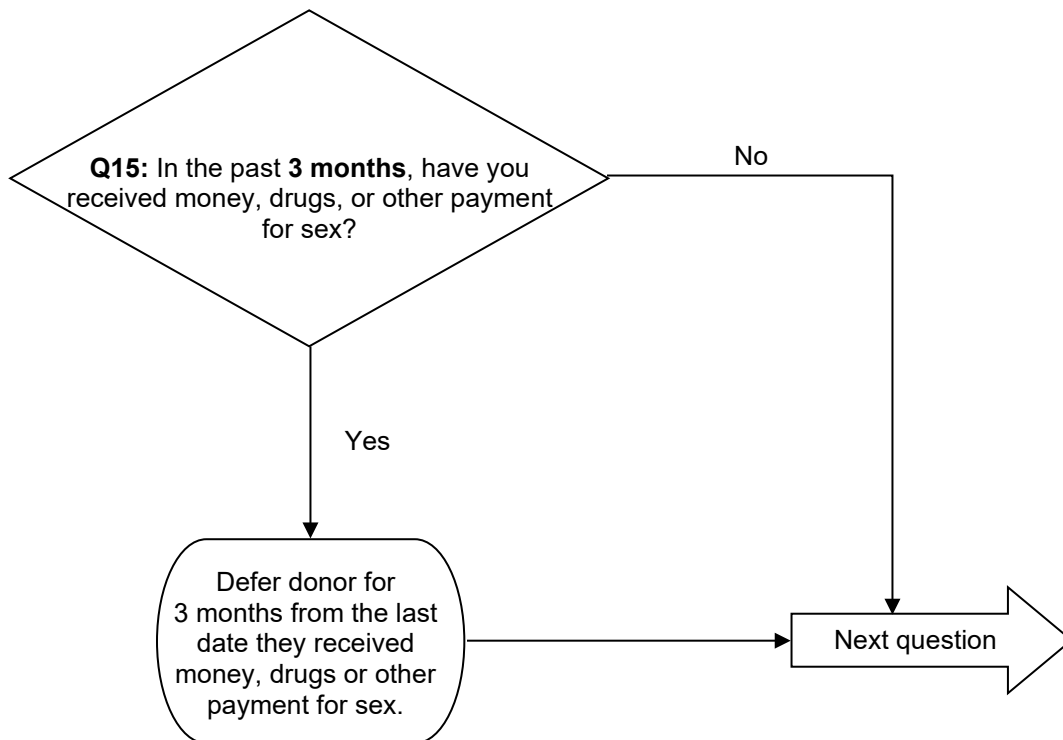 No
Q15: In the past 3 months, have you
received money, drugs, or other payment
for sex?
Yes
Defer donor for
3 months from the last
date they received
money, drugs or other
payment for sex.
Next question